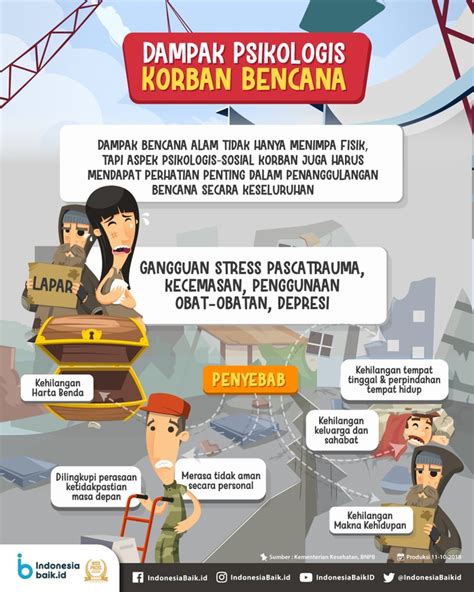 DAMPAK PSIKOLOGIS
KORBAN BENCANA
DAMPAK BENCANA ALAM TIDAK HANYA MENIMPA FISIK,
TAPI ASPEK PSIKOLOGIS-SOSIAL KORBAN JUGA HARUS
MENDAPAT PERHATIAN PENTING DALAM PENANGGULANGAN
BENCANA SECARA KESELURUHAN
GANGGUAN STRESS PASCATRAUMA,
KECEMASAN, PENGGUNAAN
OBAT-OBATAN, DEPRESI
LAPAR
PENYEBAB
Kehilangan
Harta Benda
Kehilangan tempat
tinggal & perpindahan
tempat hidup
Kehilangan
keluarga dan
sahabat
Dilingkupi perasaan
ketidakpastian
masa depan
Merasa tidak aman
secara personal
Kehilangan
Makna Kehidupan
Sumber : Kementerian Kesehatan, BNPB
Produksi 11-10-2018
Indonesia
baik.id
IndonesiaBaik.id
IndonesiaBaik.id
IndonesiaBaikID
@IndonesiaBaikId